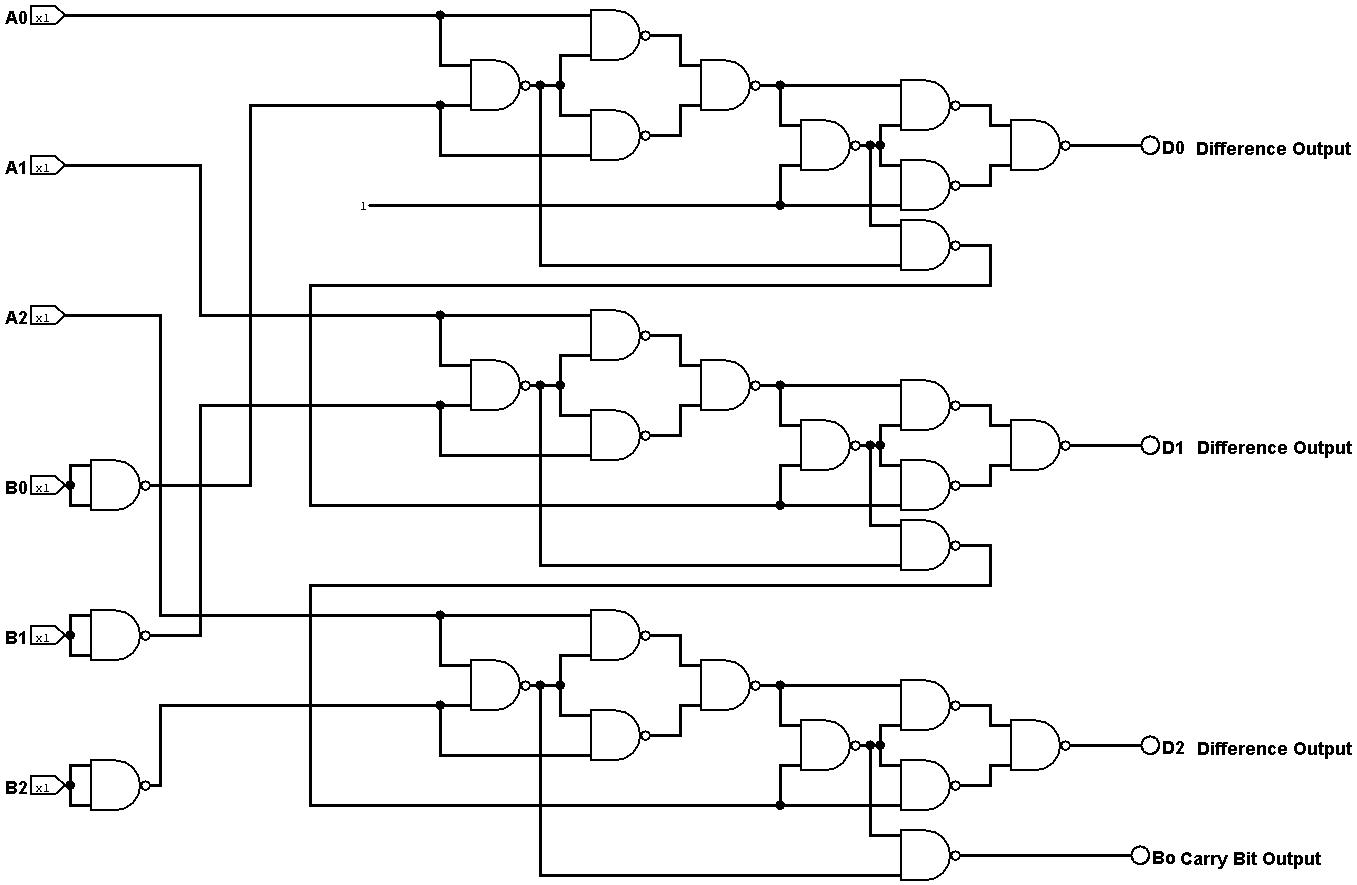 A0 x1
D0 Difference Output
A1 x1
1
A2 x1
D1 Difference Output
B0 x1
B1 x1
D2 Difference Output
B2 x1
Bo Carry Bit Output